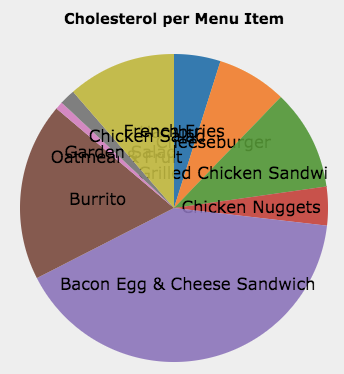 Cholesterol per Menu Item
French Fries
Chicken Salad
Cheeseburger
Garden Salad
Oatmeal & Fruit
Grilled Chicken Sandwi
Burrito
Chicken Nuggets
Bacon Egg & Cheese Sandwich